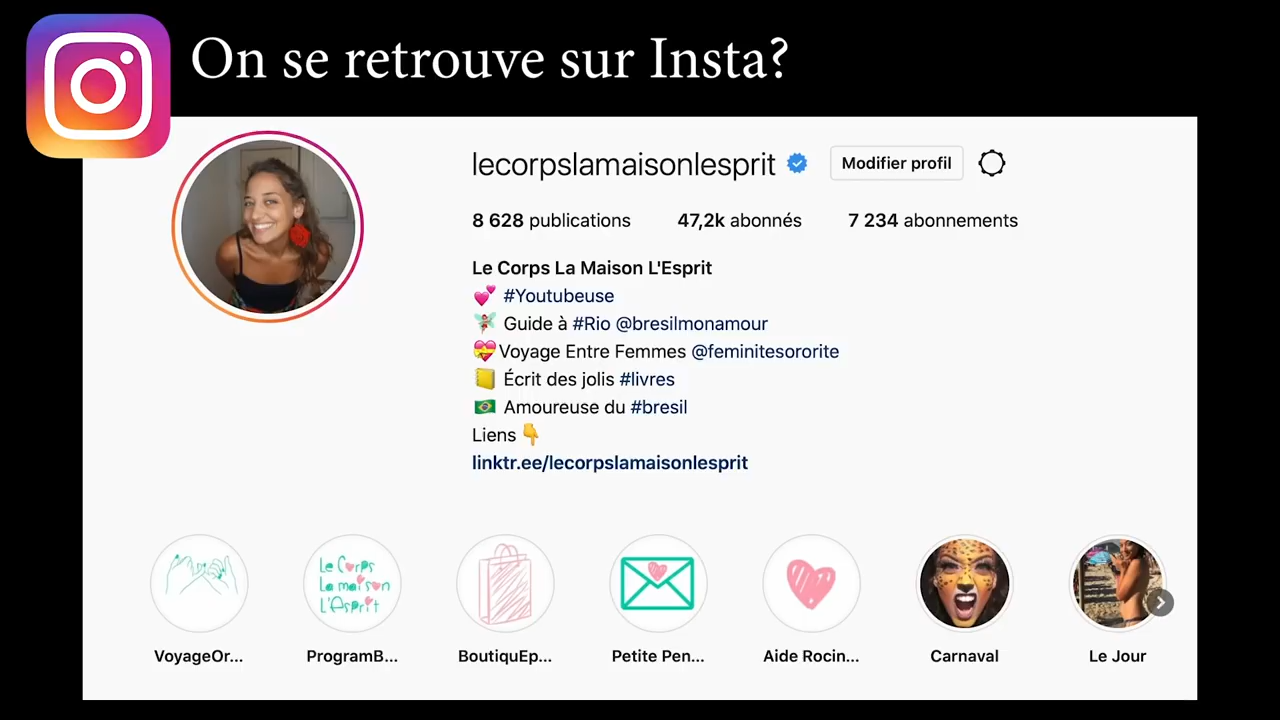 On se retrouve sur Insta?
lecorpslamaisonlesprit Modifier profil
8 628 publications 47,2k abonnés 7 234 abonnements
Le Corps La Maison L'Esprit
💕 #Youtubeuse
🧚 Guide à #Rio @bresilmonamour
💝Voyage Entre Femmes @feminitesororite
📒 Écrit des jolis #livres
🇧🇷 Amoureuse du #bresil
Liens 👇
linktr.ee/lecorpslamaisonlesprit
Le Corps
La maison
L'Esprit
VoyageOr... ProgramB... BoutiquEp... Petite Pen... Aide Rocin... Carnaval Le Jour